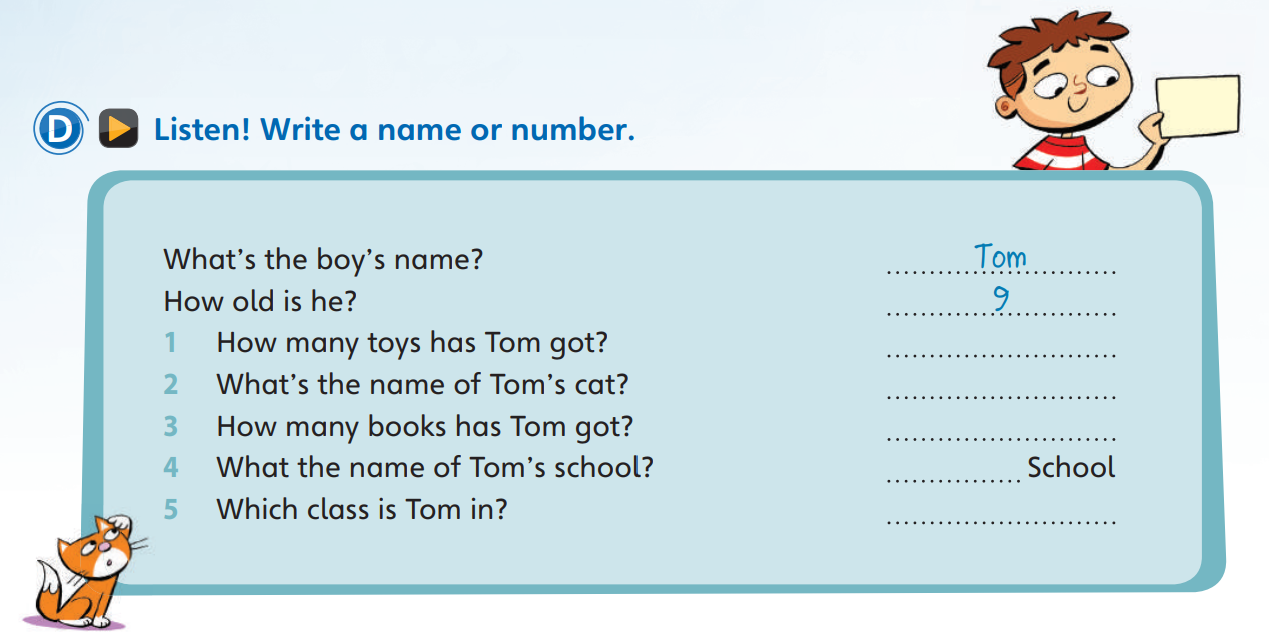 D Listen! Write a name or number.
What's the boy's name? Tom
How old is he? 9
1 How many toys has Tom got?
2 What's the name of Tom's cat?
3 How many books has Tom got?
4 What the name of Tom's school? School
5 Which class is Tom in?